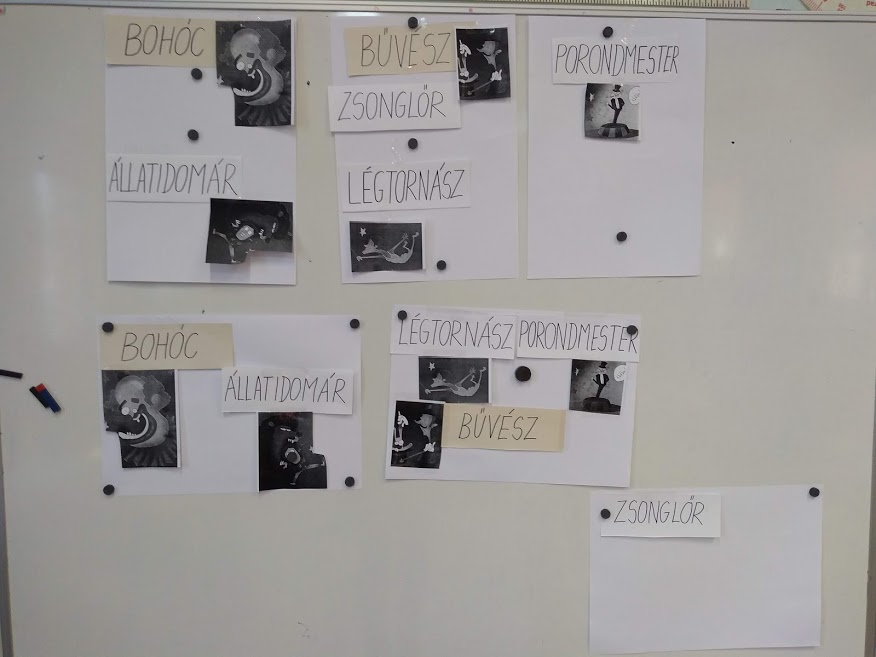 BOHÓC
ÁLLATIDOMÁR
BŰVÉSZ
ZSONGLŐR
LÉGTORNÁSZ
PORONDMESTER
BOHÓC
ÁLLATIDOMÁR
LÉGTORNÁSZ
PORONDMESTER
BŰVÉSZ
ZSONGLŐR